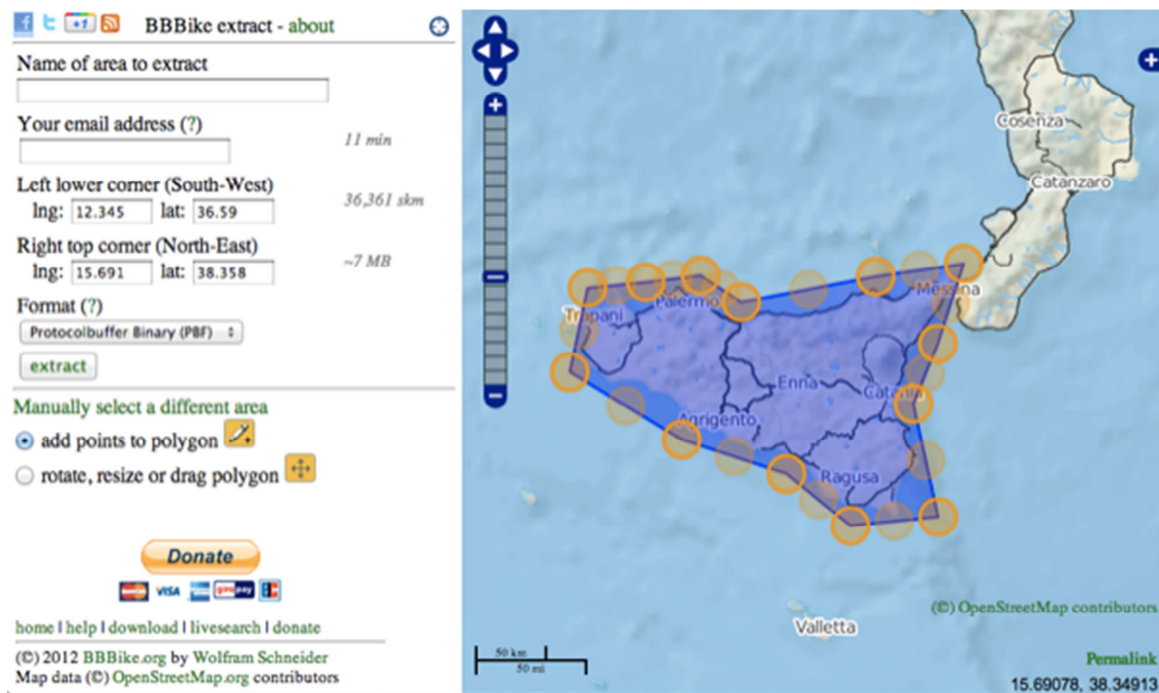 f t +1
BBBike extract - about
Name of area to extract
Your email address (?)
11 min
Left lower corner (South-West)
lng: 12.345 lat: 36.59
36,361 skm
Right top corner (North-East)
lng: 15.691 lat: 38.358
~7 MB
Format (?)
Protocolbuffer Binary (PBF)
extract
Manually select a different area
add points to polygon
rotate, resize or drag polygon
Donate
VISA giropay
home | help | download | livesearch | donate
(©) 2012 BBBike.org by Wolfram Schneider
Map data (©) OpenStreetMap.org contributors
Cosenza
Catanzaro
Messina
Palermo
Trapani
Enna
Catania
Agrigento
Ragusa
Valletta
50 km
50 mi
(©) OpenStreetMap contributors
Permalink
15.69078, 38.34913